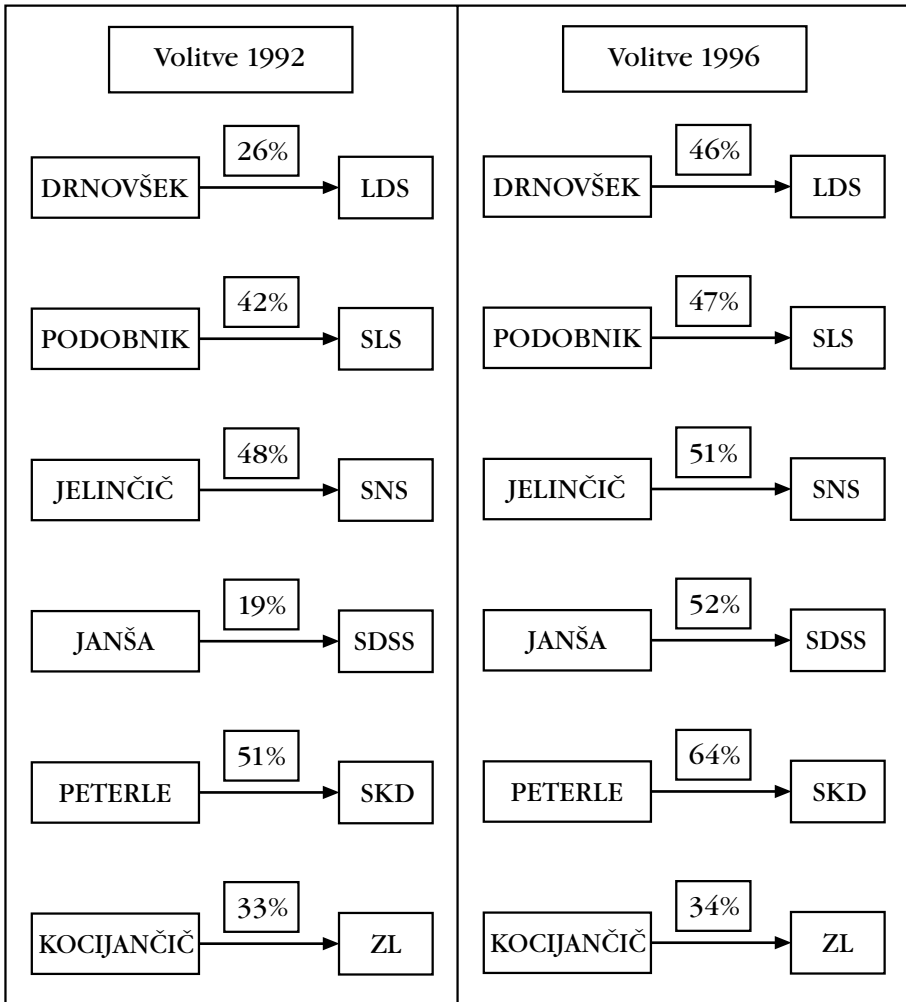 Volitve 1992
26%
DRNOVŠEK
LDS
42%
PODOBNIK
SLS
48%
JELINČIČ
SNS
19%
JANŠA
SDSS
51%
PETERLE
SKD
33%
KOCIJANČIČ
ZL
Volitve 1996
46%
DRNOVŠEK
LDS
47%
PODOBNIK
SLS
51%
JELINČIČ
SNS
52%
JANŠA
SDSS
64%
PETERLE
SKD
34%
KOCIJANČIČ
ZL